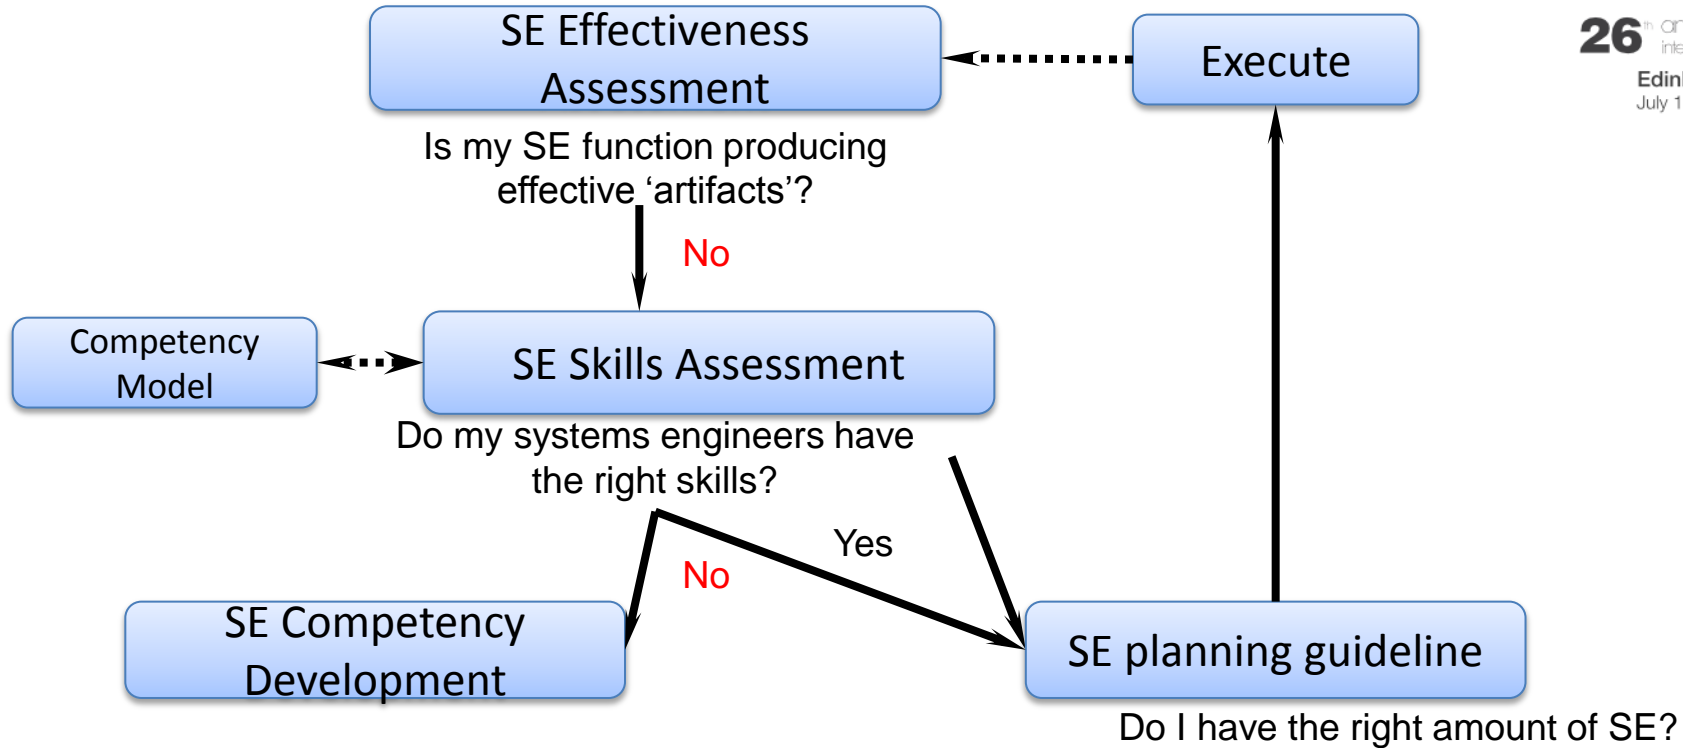 SE Effectiveness
Assessment
Execute
26th
Is my SE function producing
effective ‘artifacts’?
No
Competency
Model
SE Skills Assessment
Do my systems engineers have
the right skills?
Yes
No
SE Competency
Development
SE planning guideline
Do I have the right amount of SE?